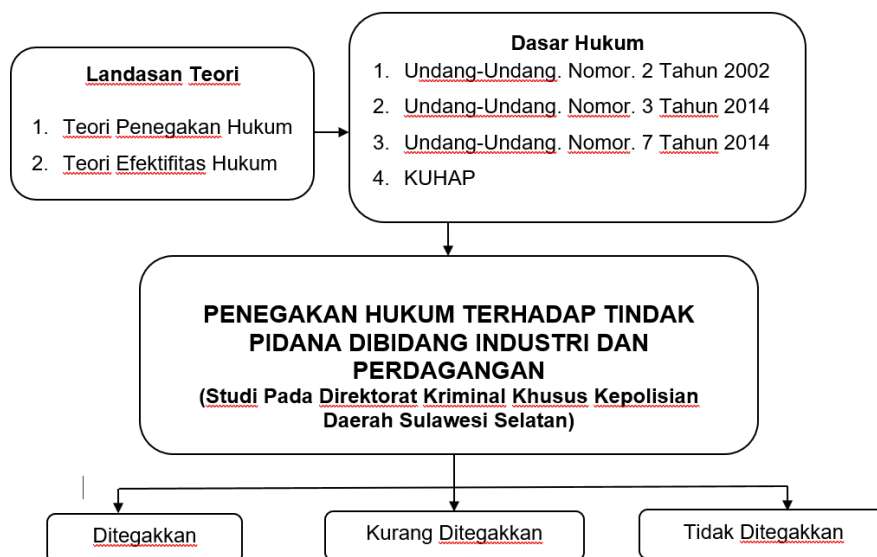 Landasan Teori
1. Teori Penegakan Hukum
2. Teori Efektifitas Hukum
Dasar Hukum
1. Undang-Undang. Nomor. 2 Tahun 2002
2. Undang-Undang. Nomor. 3 Tahun 2014
3. Undang-Undang. Nomor. 7 Tahun 2014
4. KUHAP
PENEGAKAN HUKUM TERHADAP TINDAK
PIDANA DIBIDANG INDUSTRI DAN
PERDAGANGAN
(Studi Pada Direktorat Kriminal Khusus Kepolisian
Daerah Sulawesi Selatan)
Ditegakkan
Kurang Ditegakkan
Tidak Ditegakkan